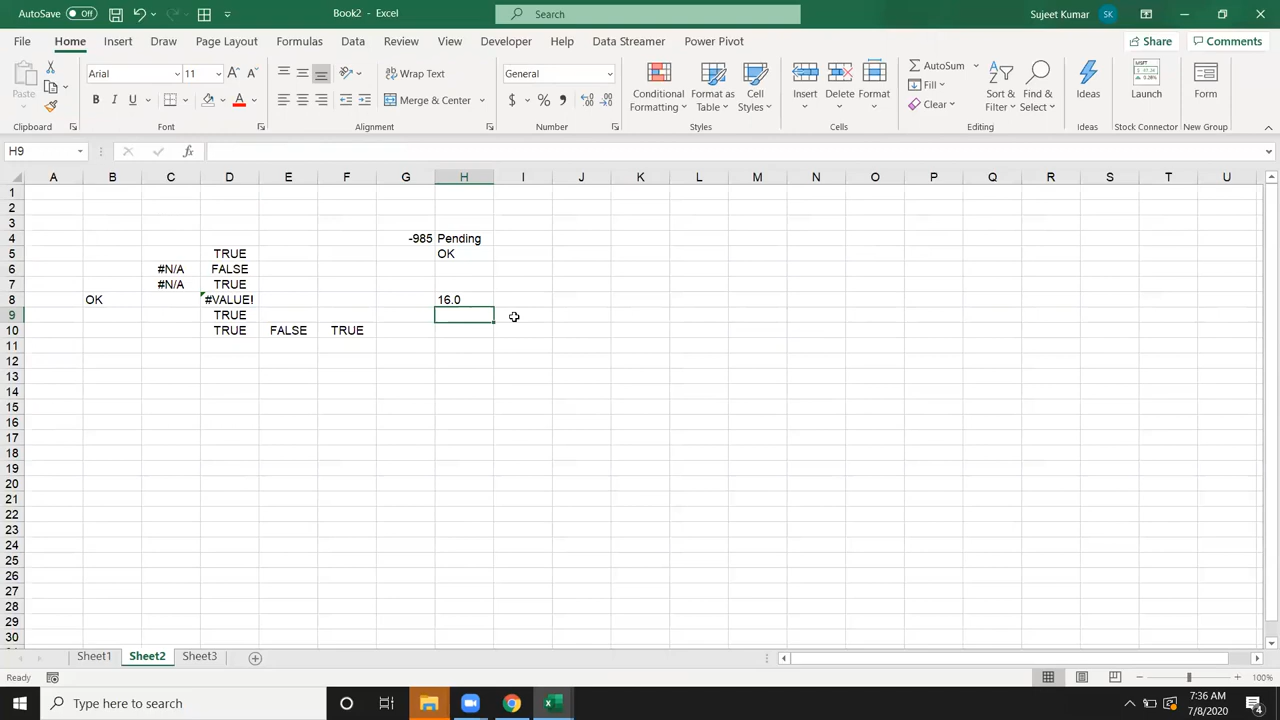 AutoSave Off Book2 - Excel Search Sujeet Kumar SK
File Home Insert Draw Page Layout Formulas Data Review View Developer Help Data Streamer Power Pivot Share Comments
Paste Arial 11 A A Wrap Text General AutoSum Fill Clear
B I U A Merge & Center $ % Conditional Formatting Format as Table Cell Styles Insert Delete Format Sort & Filter Find & Select Ideas Launch Form
Clipboard Font Alignment Number Styles Cells Editing Ideas Stock Connector New Group
H9 fx
A B C D E F G H I J K L M N O P Q R S T U
1
2
3
4 -985 Pending
5 TRUE OK
6 #N/A FALSE
7 #N/A TRUE
8 OK #VALUE! 16.0
9 TRUE
10 TRUE FALSE TRUE
11
12
13
14
15
16
17
18
19
20
21
22
23
24
25
26
27
28
29
30
Sheet1 Sheet2 Sheet3
Ready 100%
Type here to search 7:36 AM
7/8/2020 4